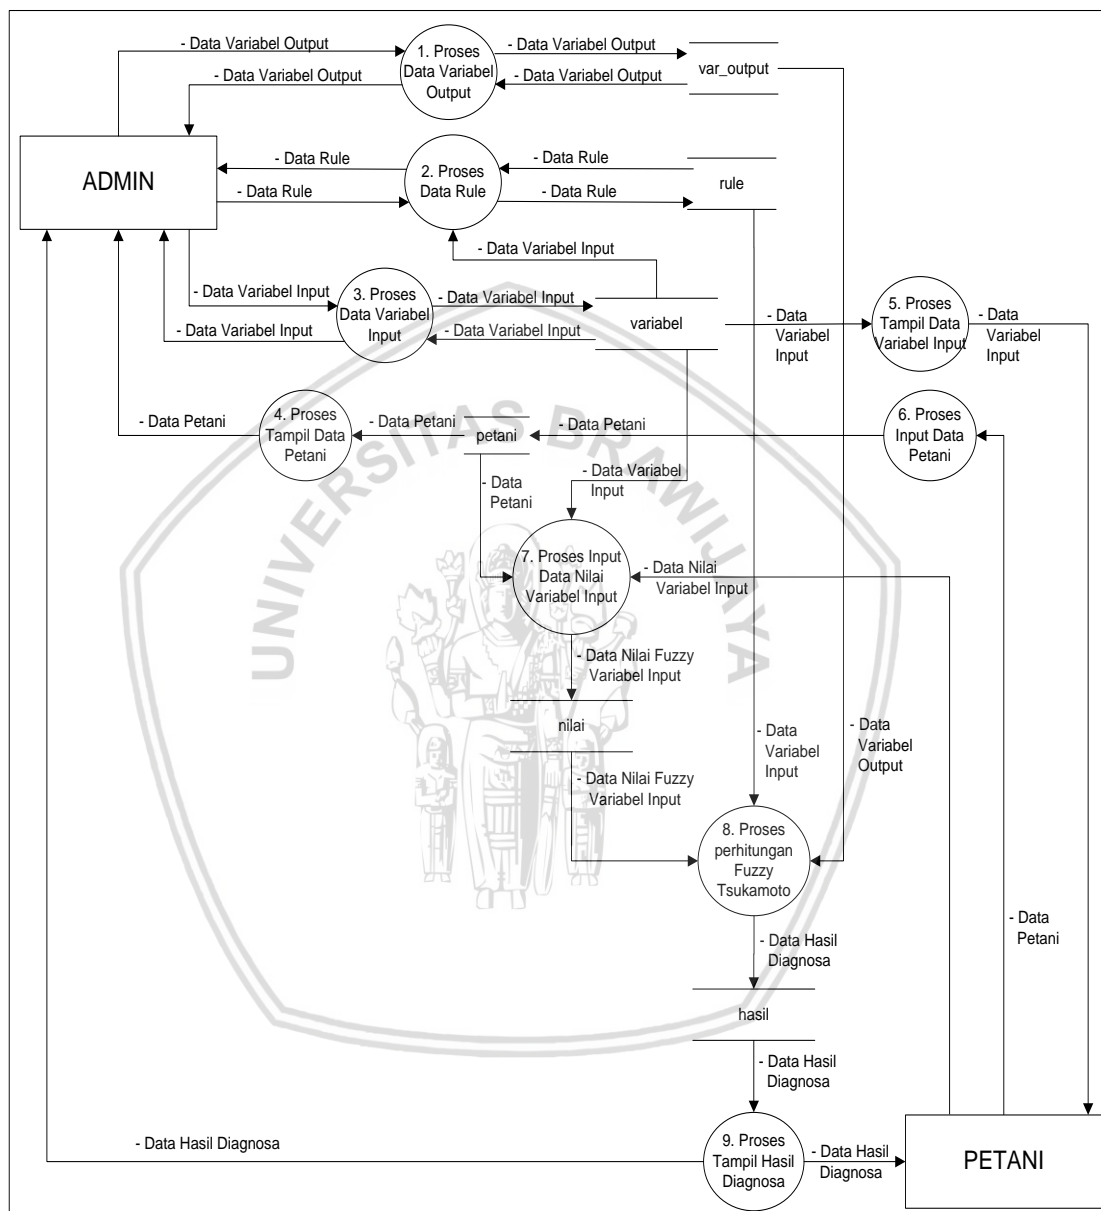 - Data Variabel Output
- Data Variabel Output
1. Proses
Data Variabel
Output
- Data Variabel Output
- Data Variabel Output
var_output
ADMIN
- Data Rule
- Data Rule
2. Proses
Data Rule
- Data Rule
- Data Rule
rule
- Data Variabel Input
- Data Variabel Input
- Data Variabel Input
3. Proses
Data Variabel
Input
- Data Variabel Input
- Data Variabel Input
variabel
- Data
Variabel
Input
5. Proses
Tampil Data
Variabel Input
- Data
Variabel
Input
- Data Petani
4. Proses
Tampil Data
Petani
- Data Petani
petani
- Data Petani
6. Proses
Input Data
Petani
- Data
Petani
- Data Variabel
Input
7. Proses Input
Data Nilai
Variabel Input
- Data Nilai
Variabel Input
UNIVERSITAS BRAWIJAYA
- Data Nilai Fuzzy
Variabel Input
nilai
- Data Nilai Fuzzy
Variabel Input
- Data
Variabel
Input
- Data
Variabel
Output
8. Proses
perhitungan
Fuzzy
Tsukamoto
- Data Hasil
Diagnosa
- Data
Petani
hasil
- Data Hasil
Diagnosa
- Data Hasil Diagnosa
9. Proses
Tampil Hasil
Diagnosa
- Data Hasil
Diagnosa
PETANI